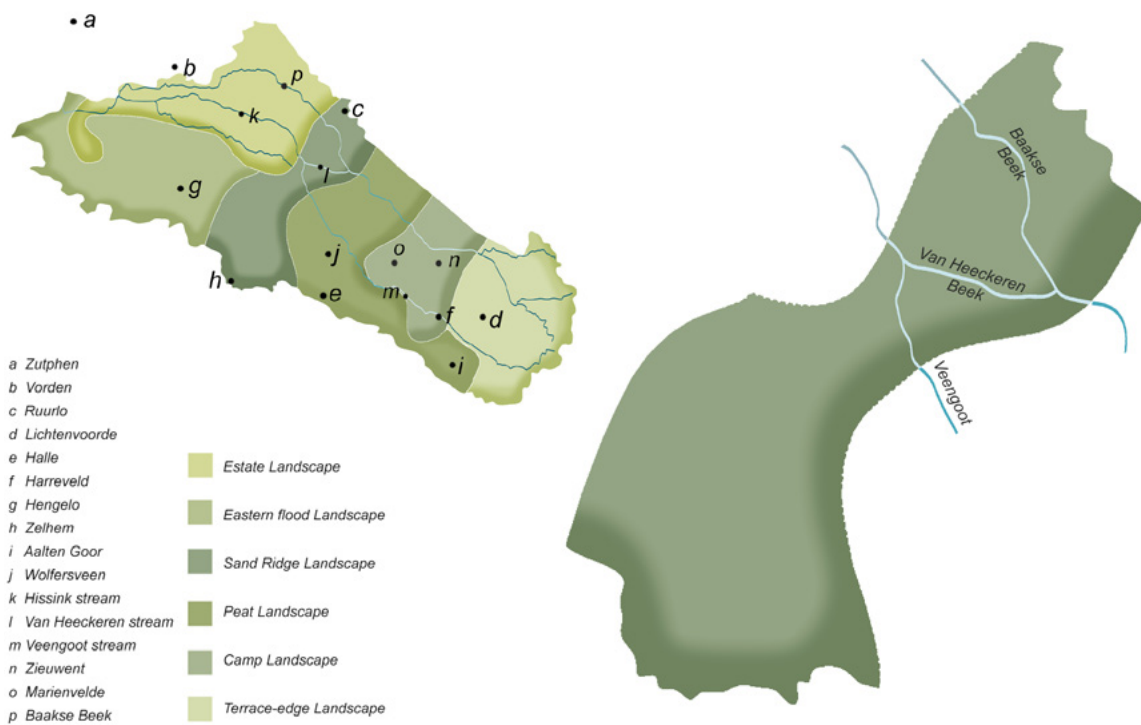 a
b
p
c
k
l
g
j
o
n
h
m
e
f
d
i
a Zutphen
b Vorden
c Ruurlo
d Lichtenvoorde
e Halle
f Harreveld
g Hengelo
h Zelhem
i Aalten Goor
j Wolfersveen
k Hissink stream
l Van Heeckeren stream
m Veengoot stream
n Zieuwent
o Marienvelde
p Baakse Beek
Estate Landscape
Eastern flood Landscape
Sand Ridge Landscape
Peat Landscape
Camp Landscape
Terrace-edge Landscape
Baakse
Beek
Van Heeckeren
Beek
Veengoot